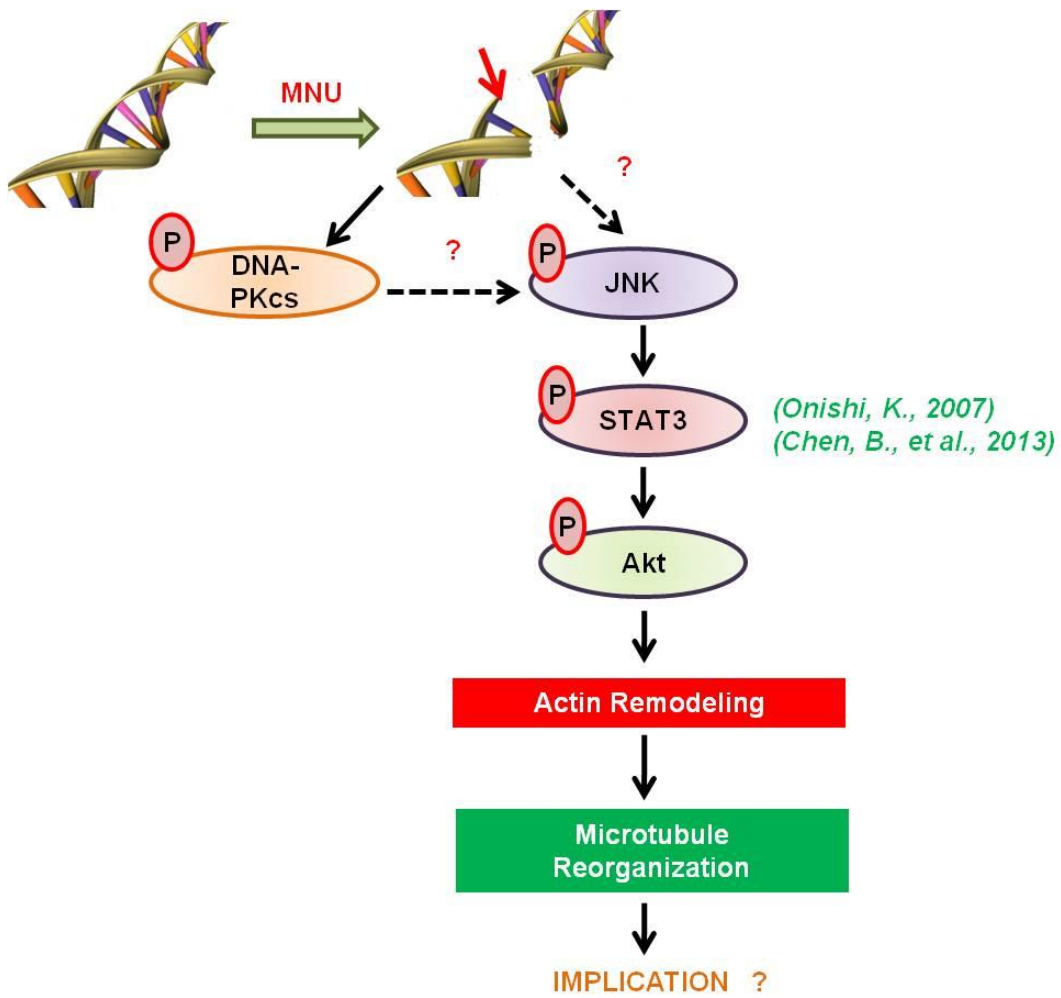 MNU
?
P
DNA-
PKcs
?
P
JNK
P
STAT3
(Onishi, K., 2007)
(Chen, B., et al., 2013)
P
Akt
Actin Remodeling
Microtubule
Reorganization
IMPLICATION ?